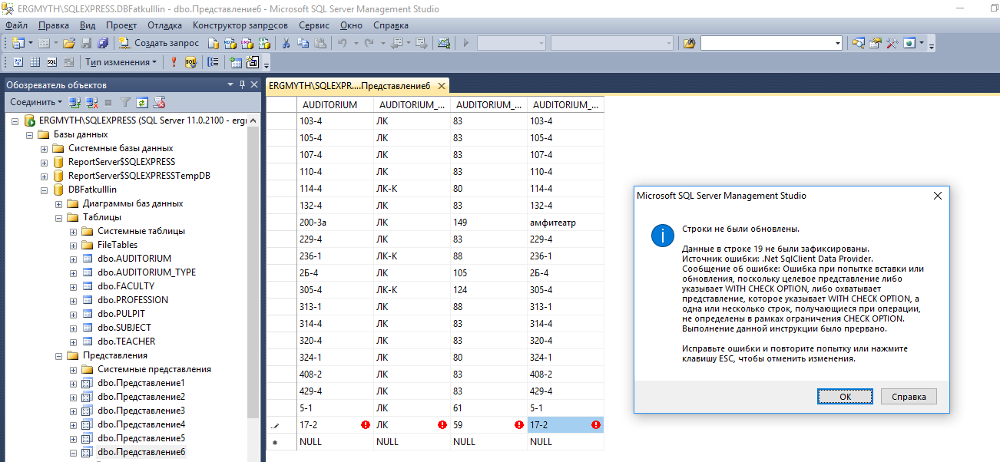 ERGMYTH\SQLEXPRESS.DBFatkulllin - dbo.Представление6 - Microsoft SQL Server Management Studio
Файл Правка Вид Проект Отладка Конструктор запросов Сервис Окно Справка
Создать запрос
Тип изменения
Обозреватель объектов
Соединить
ERGMYTH\SQLEXPRESS (SQL Server 11.0.2100 - ergr
Базы данных
Системные базы данных
ReportServer$SQLEXPRESS
ReportServer$SQLEXPRESSTempDB
DBFatkulllin
Диаграммы баз данных
Таблицы
Системные таблицы
FileTables
dbo.AUDITORIUM
dbo.AUDITORIUM_TYPE
dbo.FACULTY
dbo.PROFESSION
dbo.PULPIT
dbo.SUBJECT
dbo.TEACHER
Представления
Системные представления
dbo.Представление1
dbo.Представление2
dbo.Представление3
dbo.Представление4
dbo.Представление5
dbo.Представление6
ERGMYTH\SQLEXPR....Представление6
AUDITORIUM AUDITORIUM_... AUDITORIUM_... AUDITORIUM_...
103-4 ЛК 83 103-4
105-4 ЛК 83 105-4
107-4 ЛК 83 107-4
110-4 ЛК 83 110-4
114-4 ЛК-К 80 114-4
132-4 ЛК 83 132-4
200-3а ЛК 149 амфитеатр
229-4 ЛК 83 229-4
236-1 ЛК-К 88 236-1
2Б-4 ЛК 105 2Б-4
305-4 ЛК-К 124 305-4
313-1 ЛК 88 313-1
314-4 ЛК 83 314-4
320-4 ЛК 83 320-4
324-1 ЛК 80 324-1
408-2 ЛК 83 408-2
429-4 ЛК 83 429-4
5-1 ЛК 61 5-1
17-2 ЛК 59 17-2
NULL NULL NULL NULL
Microsoft SQL Server Management Studio
Строки не были обновлены.
Данные в строке 19 не были зафиксированы.
Источник ошибки: .Net SqlClient Data Provider.
Сообщение об ошибке: Ошибка при попытке вставки или
обновления, поскольку целевое представление либо
указывает WITH CHECK OPTION, либо охватывает
представление, которое указывает WITH CHECK OPTION, а
одна или несколько строк, получающиеся при операции,
не определены в рамках ограничения CHECK OPTION.
Выполнение данной инструкции было прервано.
Исправьте ошибки и повторите попытку или нажмите
клавишу ESC, чтобы отменить изменения.
OK Справка